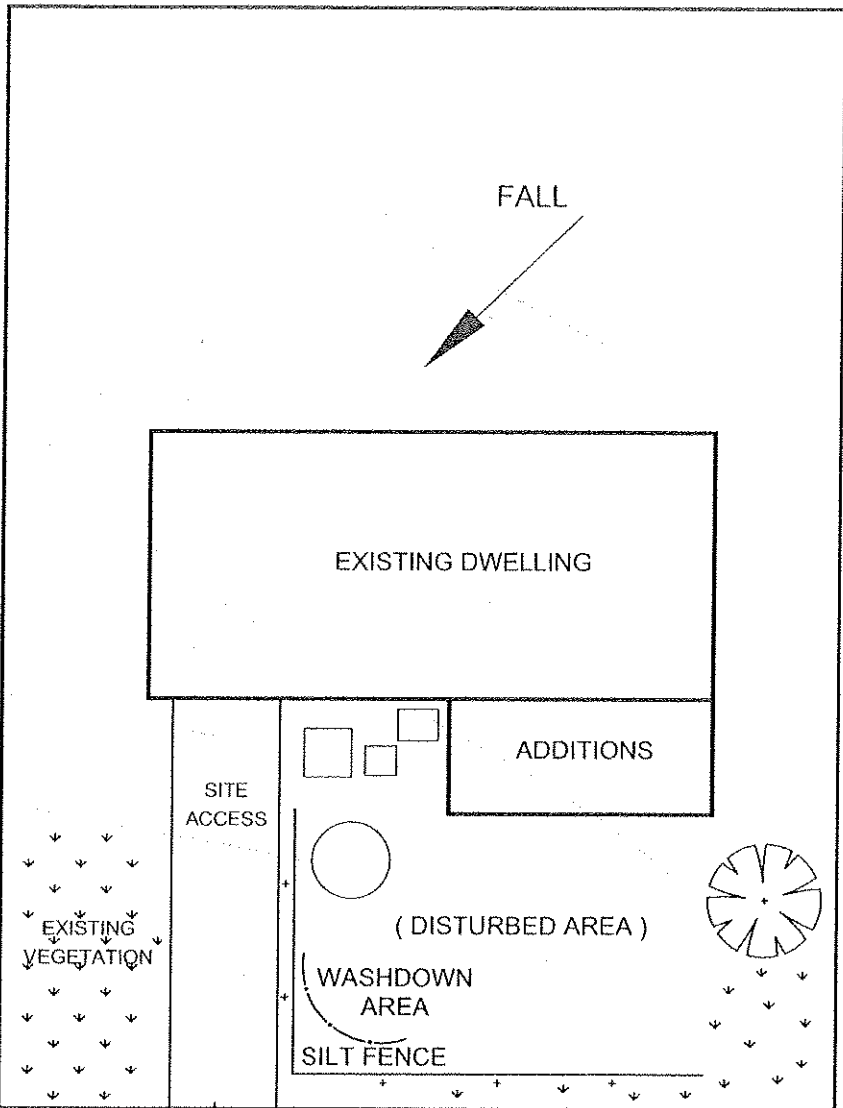 FALL
EXISTING DWELLING
ADDITIONS
SITE
ACCESS
EXISTING
VEGETATION
( DISTURBED AREA )
WASHDOWN
AREA
SILT FENCE